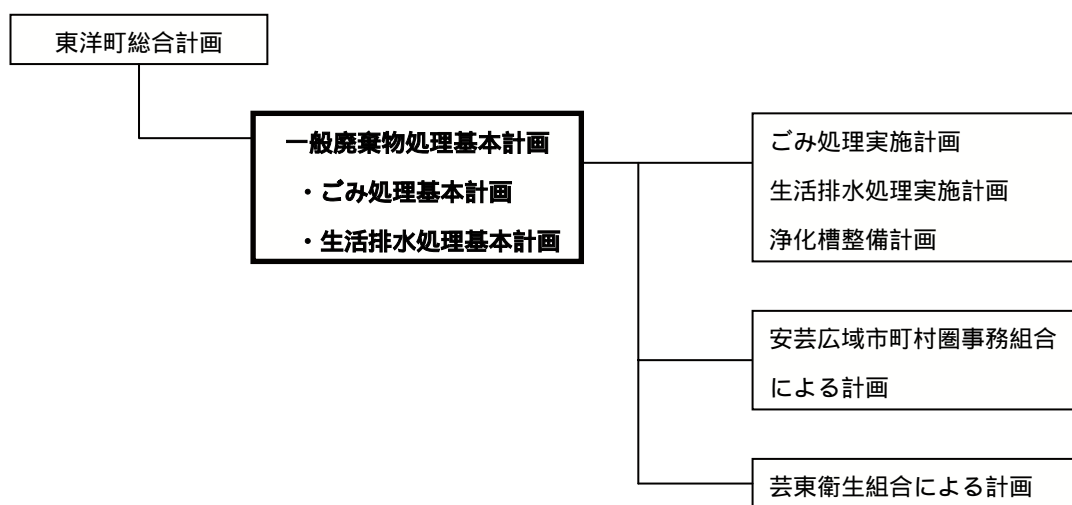 東洋町総合計画
一般廃棄物処理基本計画
・ごみ処理基本計画
・生活排水処理基本計画
ごみ処理実施計画
生活排水処理実施計画
浄化槽整備計画
安芸広域市町村圏事務組合
による計画
芸東衛生組合による計画